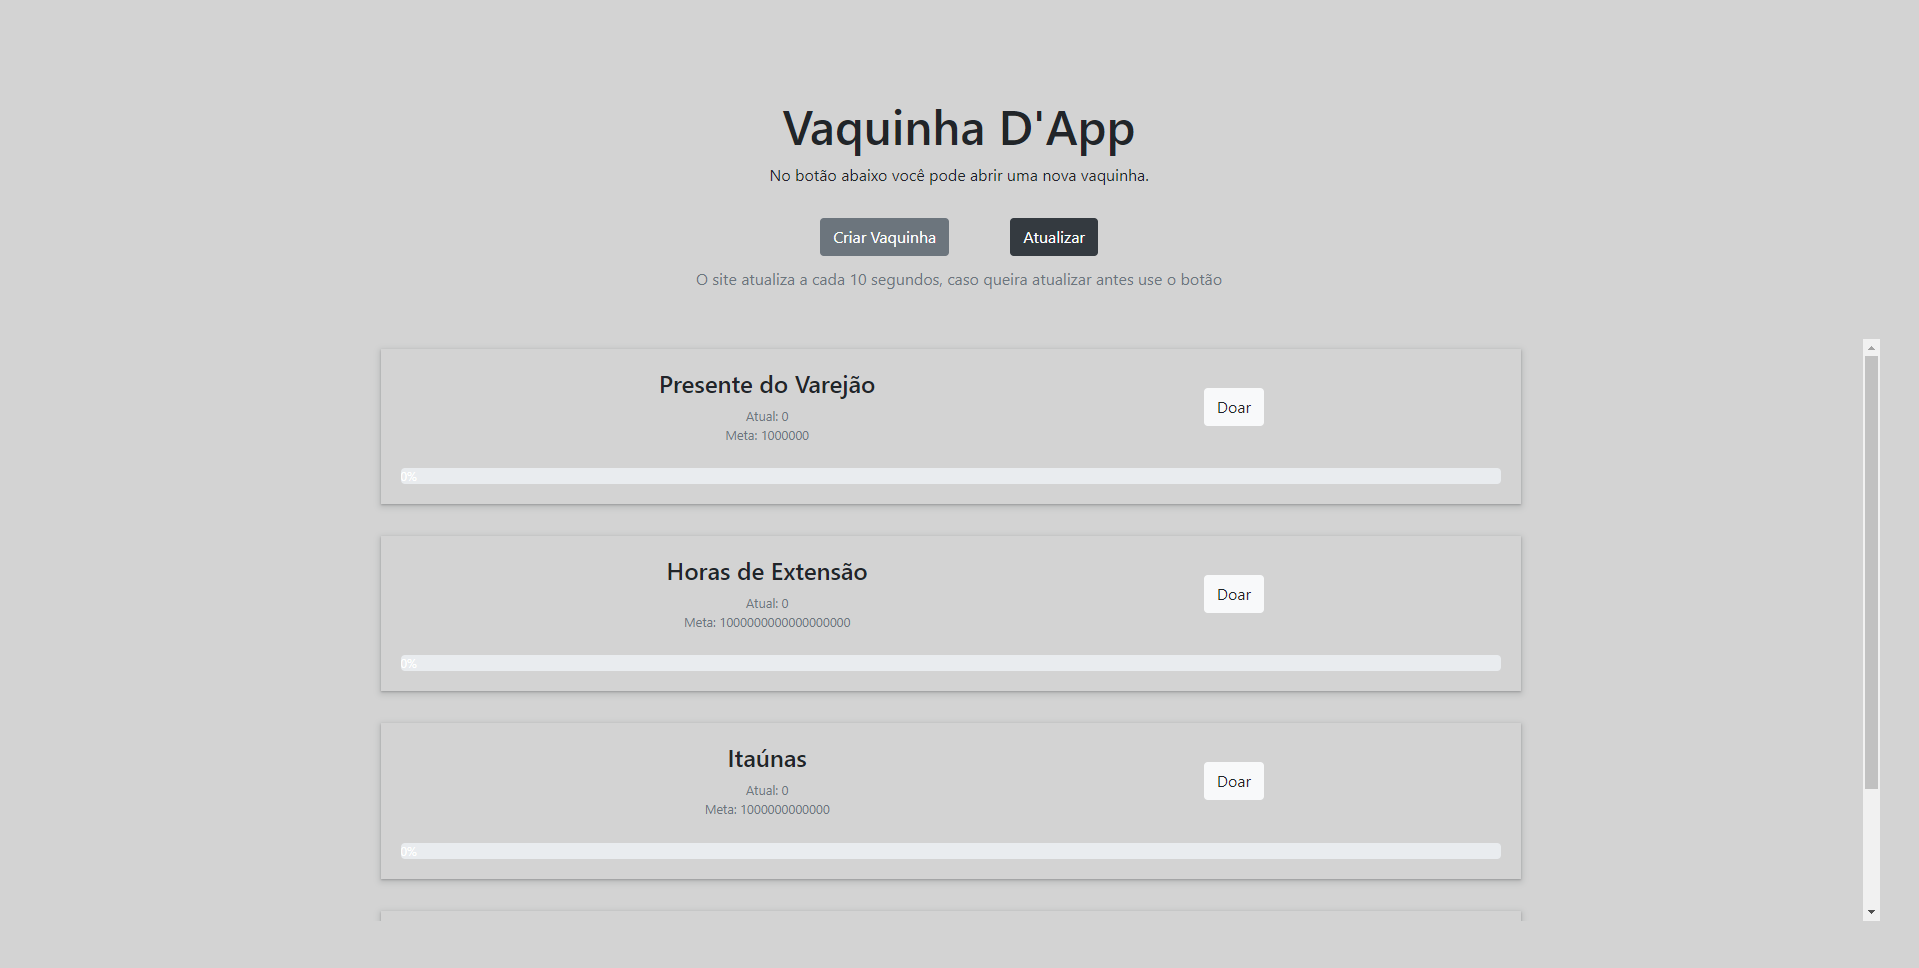 Vaquinha D'App
No botão abaixo você pode abrir uma nova vaquinha.
Criar Vaquinha
Atualizar
O site atualiza a cada 10 segundos, caso queira atualizar antes use o botão
Presente do Varejão
Atual: 0
Meta: 1000000
Doar
0%
Horas de Extensão
Atual: 0
Meta: 1000000000000000000
Doar
0%
Itaúnas
Atual: 0
Meta: 1000000000000
Doar
0%